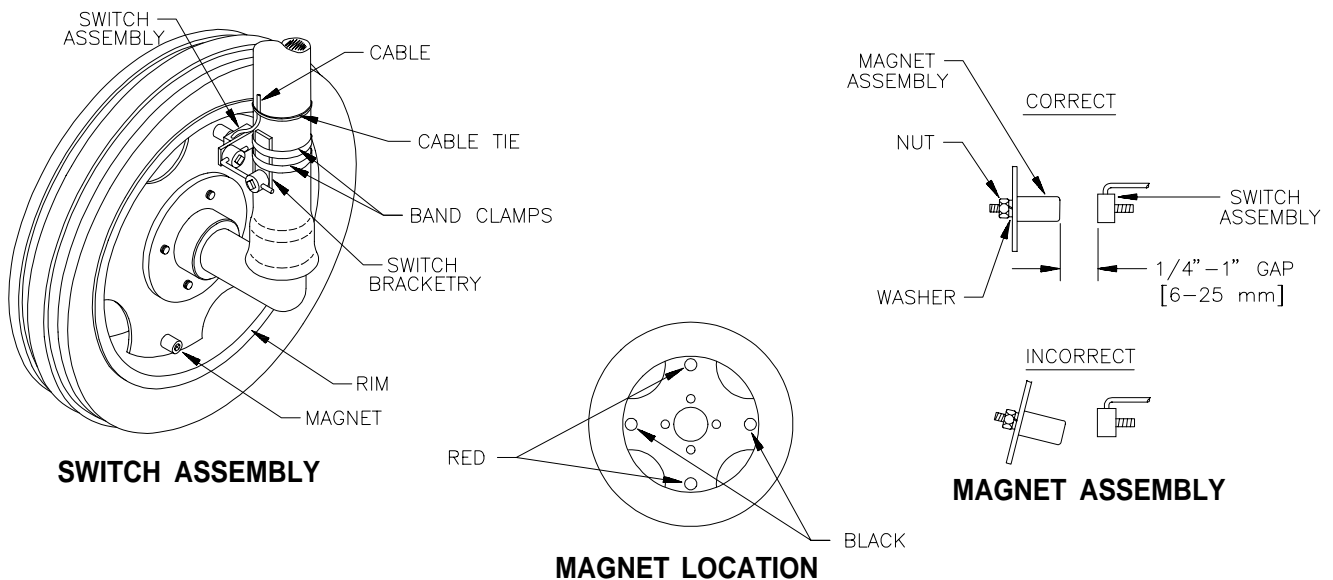 SWITCH
ASSEMBLY
CABLE
CABLE TIE
BAND CLAMPS
SWITCH
BRACKETRY
RIM
MAGNET
SWITCH ASSEMBLY
RED
BLACK
MAGNET LOCATION
MAGNET
ASSEMBLY
CORRECT
NUT
SWITCH
ASSEMBLY
1/4”–1” GAP
[6–25 mm]
WASHER
INCORRECT
MAGNET ASSEMBLY